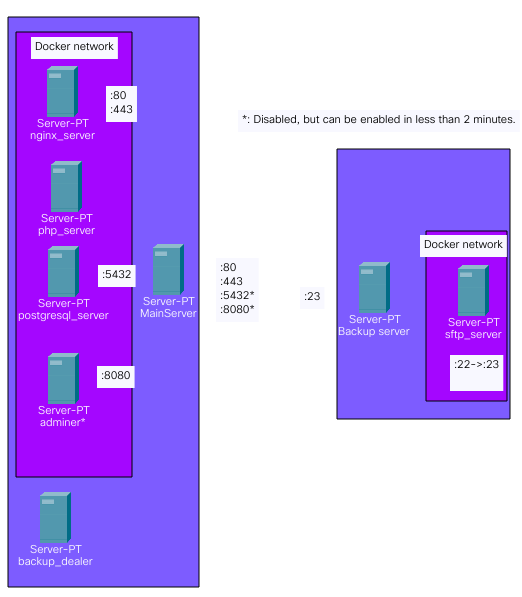 Docker network
:80
:443
Server-PT
nginx_server
*: Disabled, but can be enabled in less than 2 minutes.
Server-PT
php_server
Docker network
:5432
Server-PT
postgresql_server
Server-PT
MainServer
:80
:443
:5432*
:8080*
:23
Server-PT
Backup server
Server-PT
sftp_server
:22->:23
:8080
Server-PT
adminer*
Server-PT
backup_dealer